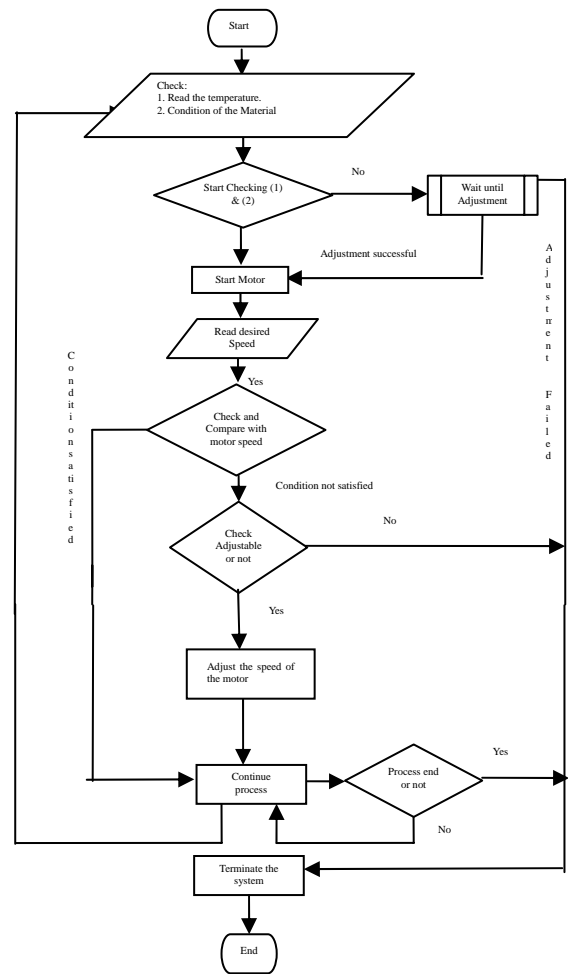 Start
Check:
1. Read the temperature.
2. Condition of the Material
No
Start Checking (1)
& (2)
Wait until
Adjustment
Adjustment successful
Adjustment Failed
Start Motor
Read desired
Speed
Yes
Condition satisfied
Check and
Compare with
motor speed
Condition not satisfied
Check
Adjustable
or not
No
Yes
Adjust the speed of
the motor
Continue
process
Process end
or not
Yes
No
Terminate the
system
End